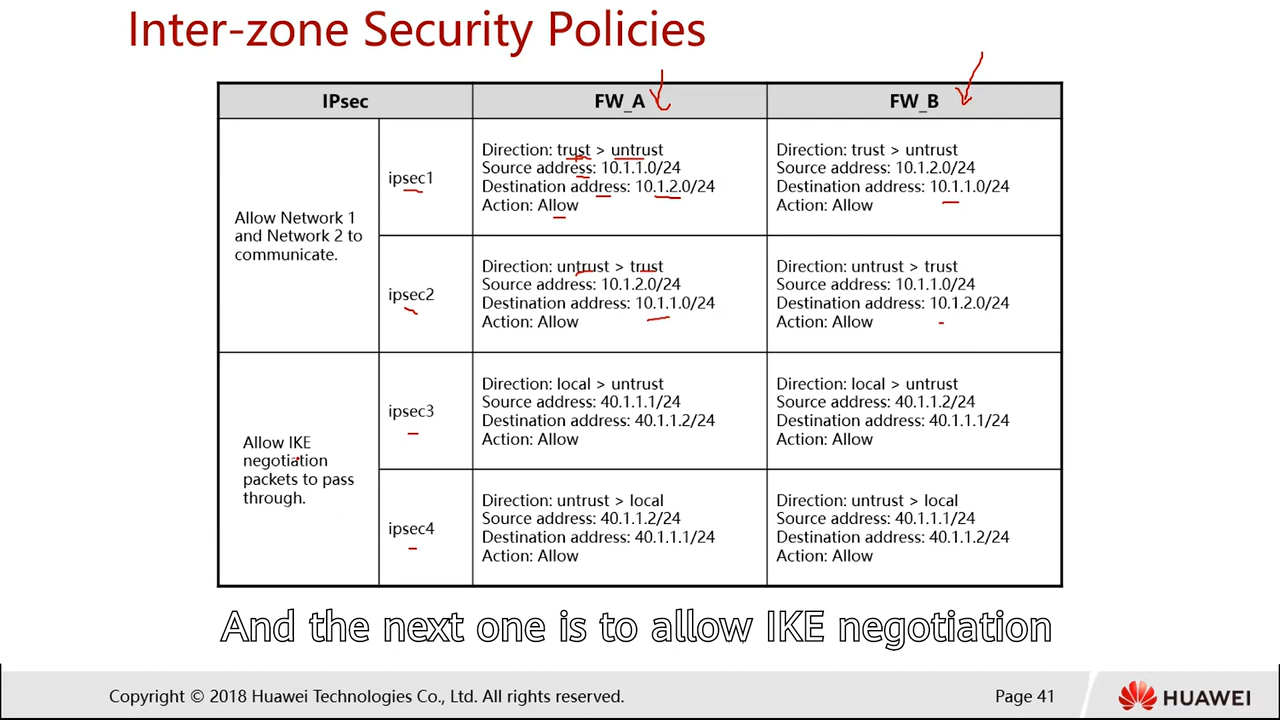 Inter-zone Security Policies
IPsec
FW_A
FW_B
Allow Network 1
and Network 2 to
communicate.
ipsec1
Direction: trust > untrust
Source address: 10.1.1.0/24
Destination address: 10.1.2.0/24
Action: Allow
Direction: trust > untrust
Source address: 10.1.2.0/24
Destination address: 10.1.1.0/24
Action: Allow
ipsec2
Direction: untrust > trust
Source address: 10.1.2.0/24
Destination address: 10.1.1.0/24
Action: Allow
Direction: untrust > trust
Source address: 10.1.1.0/24
Destination address: 10.1.2.0/24
Action: Allow
Allow IKE
negotiation
packets to pass
through.
ipsec3
Direction: local > untrust
Source address: 40.1.1.1/24
Destination address: 40.1.1.2/24
Action: Allow
Direction: local > untrust
Source address: 40.1.1.2/24
Destination address: 40.1.1.1/24
Action: Allow
ipsec4
Direction: untrust > local
Source address: 40.1.1.2/24
Destination address: 40.1.1.1/24
Action: Allow
Direction: untrust > local
Source address: 40.1.1.1/24
Destination address: 40.1.1.2/24
Action: Allow
And the next one is to allow IKE negotiation
Copyright © 2018 Huawei Technologies Co., Ltd. All rights reserved.
Page 41
HUAWEI